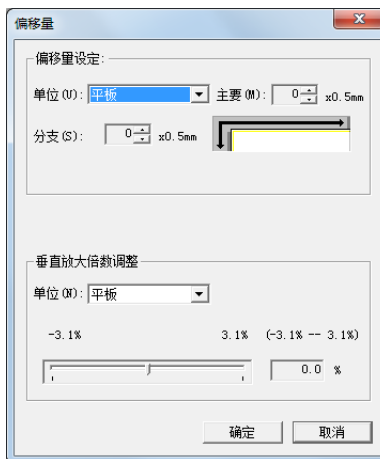 偏移量
偏移量设定:
单位(U): 平板 主要(M): 0 x0.5mm
分支(S): 0 x0.5mm
垂直放大倍数调整
单位(N): 平板
-3.1% 3.1% (-3.1% -- 3.1%)
0.0 %
确定 取消